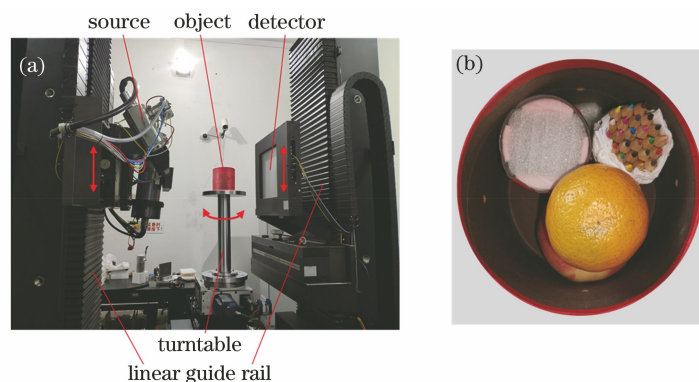 source object detector
(a)
(b)
turntable
linear guide rail